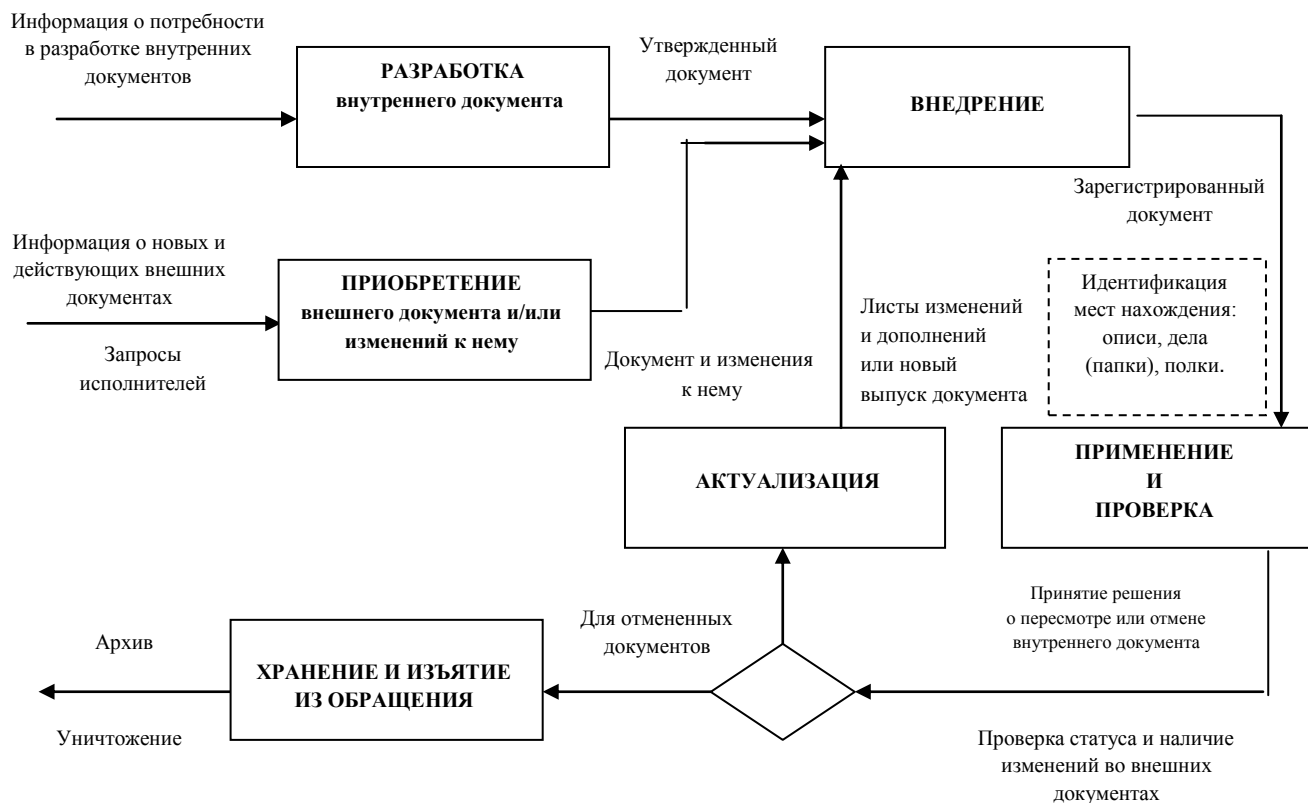 Информация о потребности
в разработке внутренних
документов
РАЗРАБОТКА
внутреннего документа
Утвержденный
документ
ВНЕДРЕНИЕ
Зарегистрированный
документ
Информация о новых и
действующих внешних
документах
Запросы
исполнителей
ПРИОБРЕТЕНИЕ
внешнего документа и/или
изменений к нему
Документ и изменения
к нему
Листы изменений
и дополнений
или новый
выпуск документа
Идентификация
мест нахождения:
описи, дела
(папки), полки.
АКТУАЛИЗАЦИЯ
ПРИМЕНЕНИЕ
И
ПРОВЕРКА
Принятие решения
о пересмотре или отмене
внутреннего документа
Для отмененных
документов
Архив
ХРАНЕНИЕ И ИЗЪЯТИЕ
ИЗ ОБРАЩЕНИЯ
Уничтожение
Проверка статуса и наличие
изменений во внешних
документах